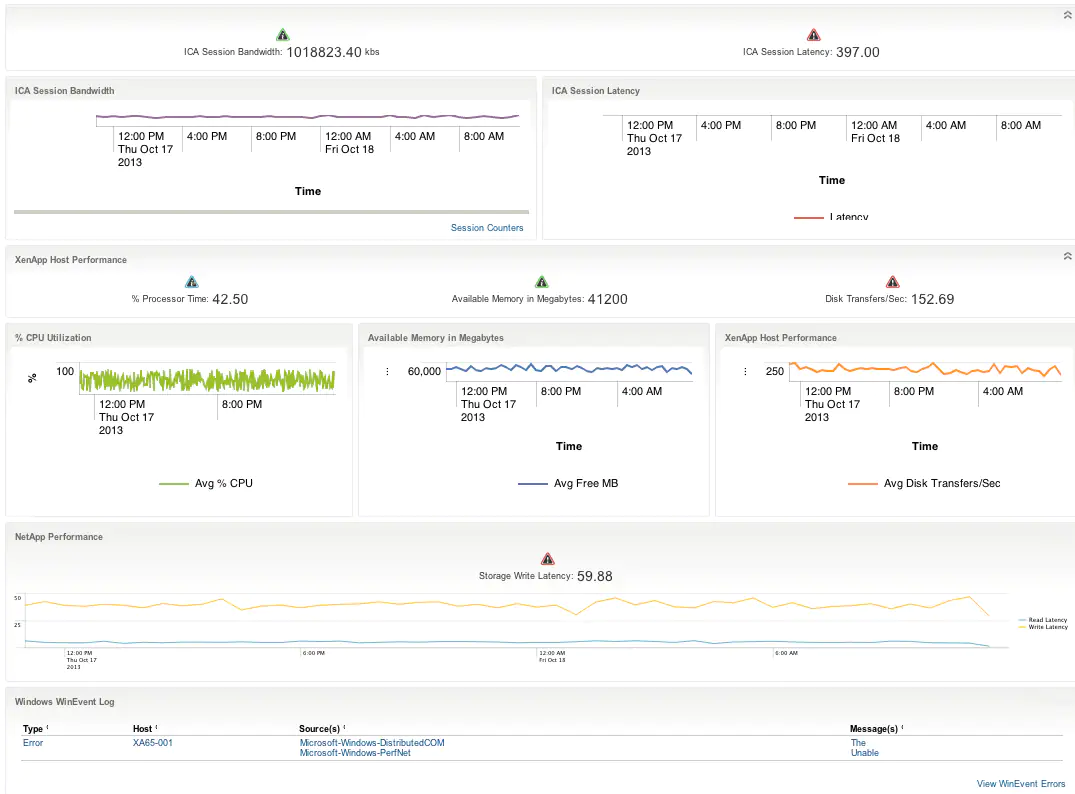 ICA Session Bandwidth: 1018823.40 kbs
ICA Session Latency: 397.00
ICA Session Bandwidth
12:00 PM 4:00 PM 8:00 PM 12:00 AM 4:00 AM 8:00 AM
Thu Oct 17 Fri Oct 18
2013
Time
Session Counters
ICA Session Latency
12:00 PM 4:00 PM 8:00 PM 12:00 AM 4:00 AM 8:00 AM
Thu Oct 17 Fri Oct 18
2013
Time
Latency
XenApp Host Performance
% Processor Time: 42.50
Available Memory in Megabytes: 41200
Disk Transfers/Sec: 152.69
% CPU Utilization
%
100
12:00 PM 8:00 PM
Thu Oct 17
2013
Avg % CPU
Available Memory in Megabytes
60,000
12:00 PM 8:00 PM 4:00 AM
Thu Oct 17
2013
Time
Avg Free MB
XenApp Host Performance
250
12:00 PM 8:00 PM 4:00 AM
Thu Oct 17
2013
Time
Avg Disk Transfers/Sec
NetApp Performance
Storage Write Latency: 59.88
50
25
12:00 PM 6:00 PM 12:00 AM 6:00 AM
Thu Oct 17 Fri Oct 18
2013
Read Latency
Write Latency
Windows WinEvent Log
Type Host Source(s) Message(s)
Error XA65-001 Microsoft-Windows-DistributedCOM The
Microsoft-Windows-PerfNet Unable
View WinEvent Errors